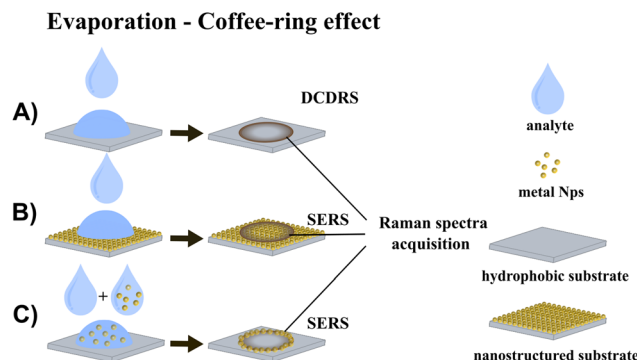 Evaporation - Coffee-ring effect
A)
DCDRS
B)
SERS
C)
+
SERS
Raman spectra
acquisition
analyte
metal Nps
hydrophobic substrate
nanostructured substrate